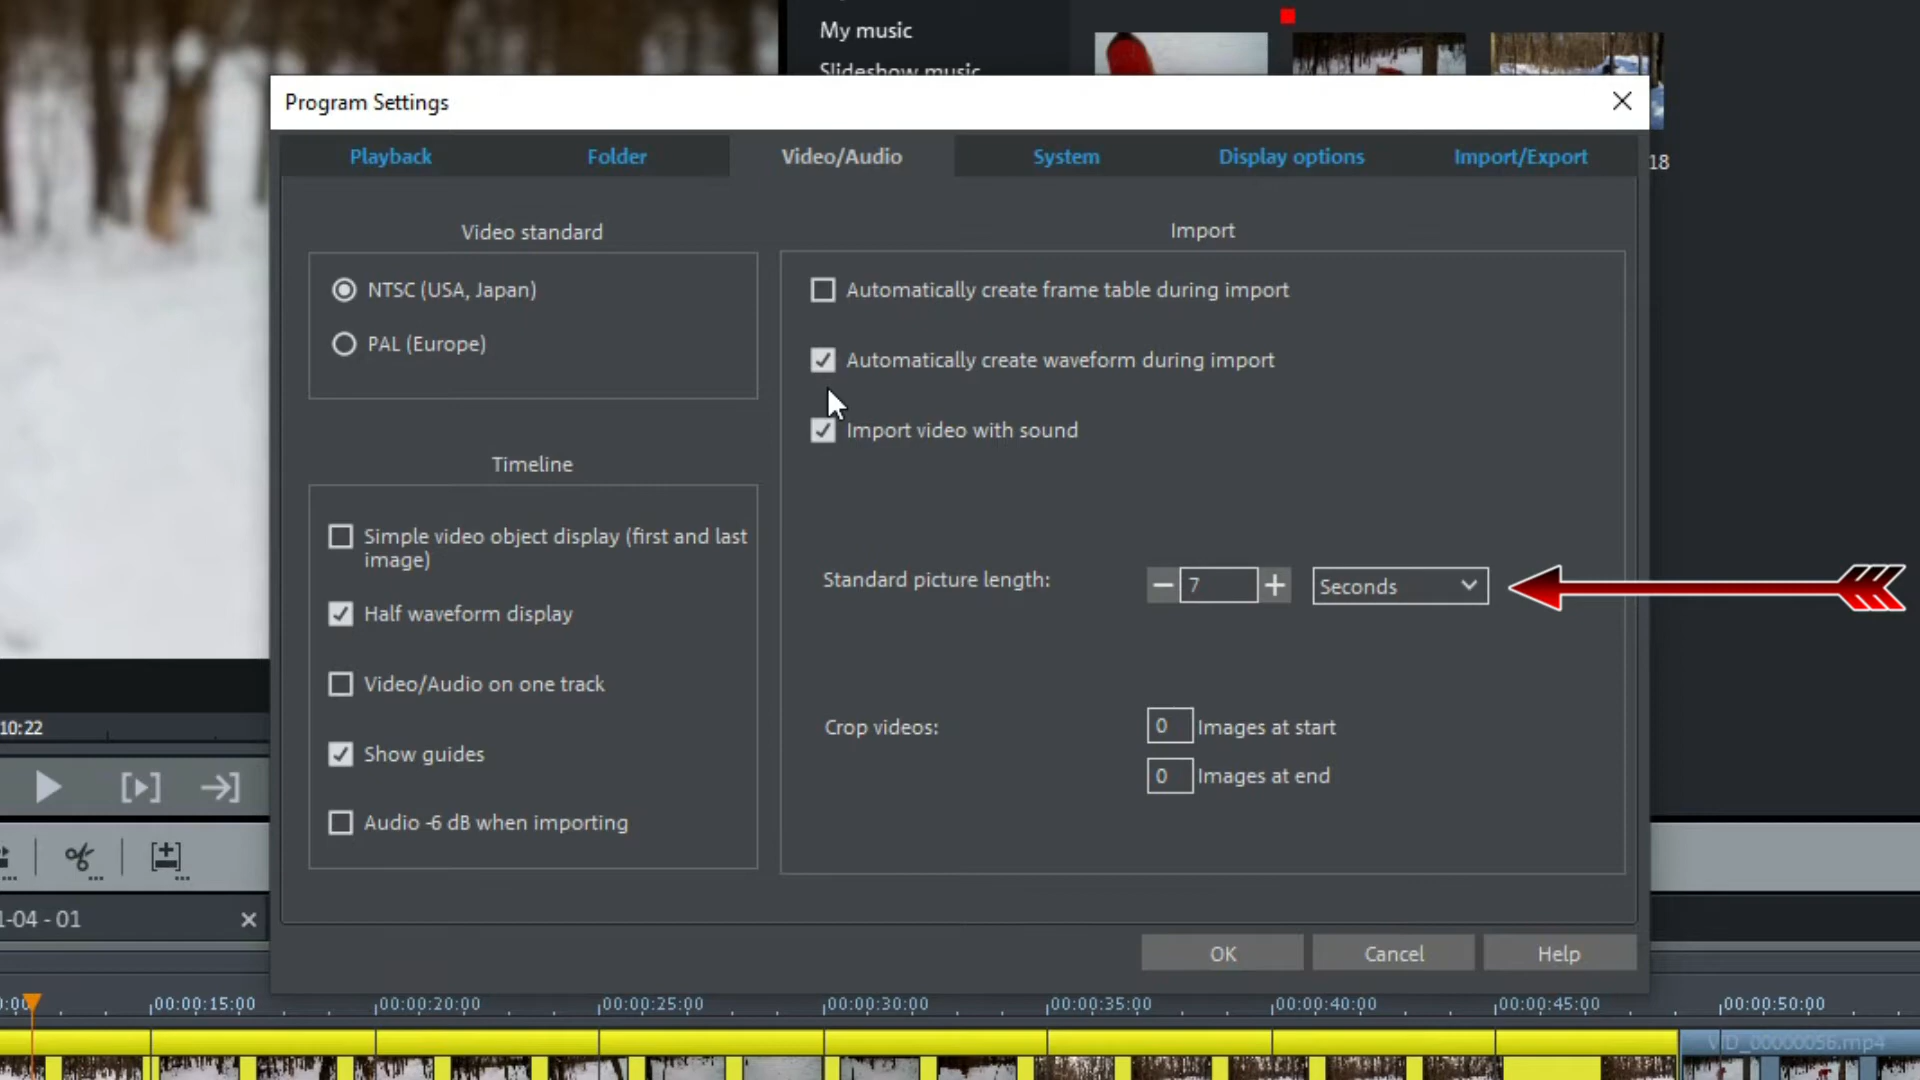 My music
Slideshow music
Program Settings
Playback
Folder
Video/Audio
System
Display options
Import/Export
18
Video standard
NTSC (USA, Japan)
PAL (Europe)
Import
Automatically create frame table during import
Automatically create waveform during import
Import video with sound
Timeline
Simple video object display (first and last
image)
Half waveform display
Video/Audio on one track
Show guides
Audio -6 dB when importing
Standard picture length:
7
Seconds
Crop videos:
0 Images at start
0 Images at end
10:22
-04 - 01
OK
Cancel
Help
00:00:15:00
00:00:20:00
00:00:25:00
00:00:30:00
00:00:35:00
00:00:40:00
00:00:45:00
00:00:50:00
VID_00000056.mp4